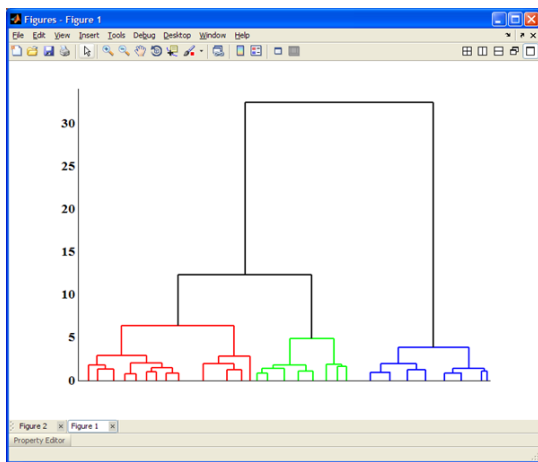 Figures - Figure 1
File Edit View Insert Tools Debug Desktop Window Help
30
25
20
15
10
5
0
Figure 2 Figure 1
Property Editor